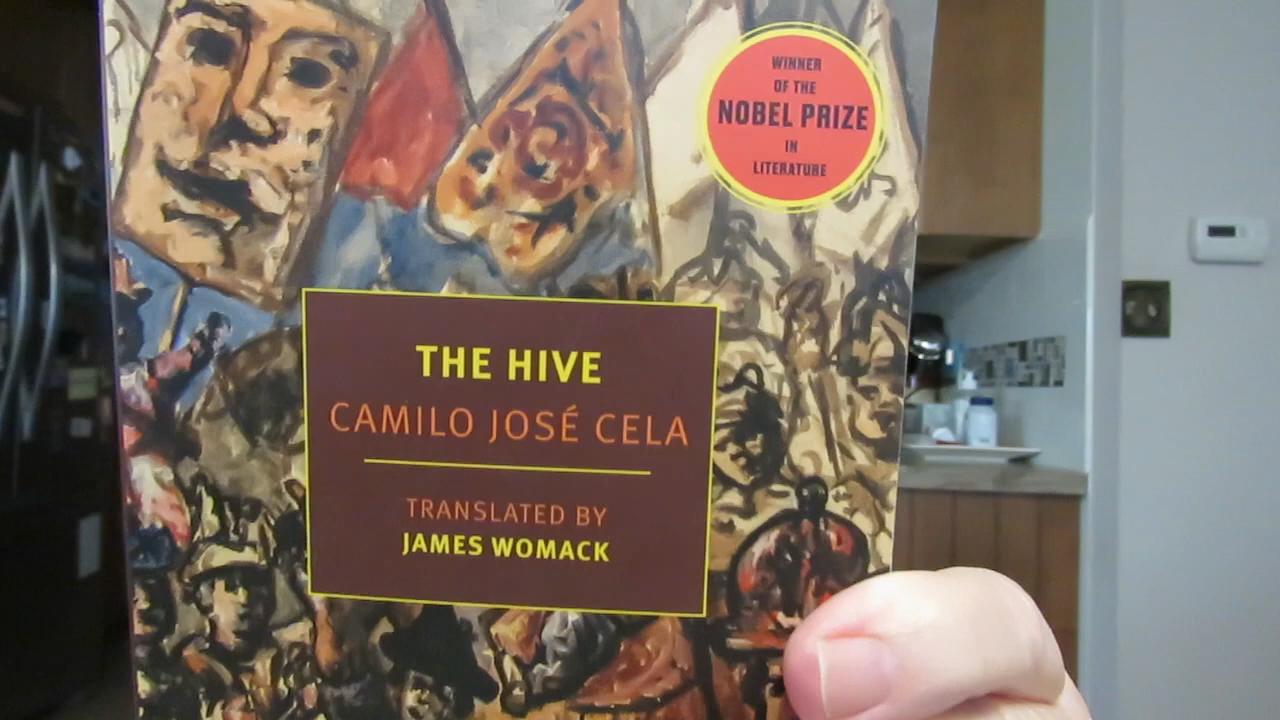 WINNER
OF THE
NOBEL PRIZE
IN
LITERATURE
THE HIVE
CAMILO JOSÉ CELA
TRANSLATED BY
JAMES WOMACK